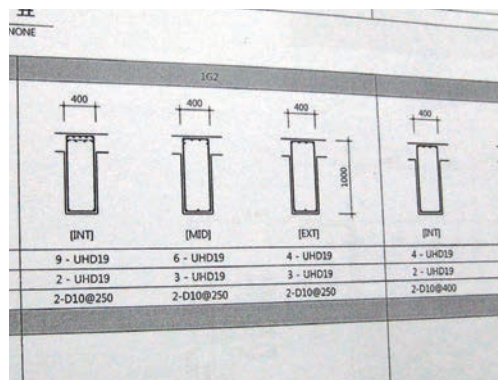 표
NONE
1G2
400 400 400 400
1000
[INT] [MID] [EXT] [INT]
9 - UHD19 6 - UHD19 4 - UHD19 4 - UHD19
2 - UHD19 3 - UHD19 3 - UHD19 2 - UHD19
2-D10@250 2-D10@250 2-D10@250 2-D10@400